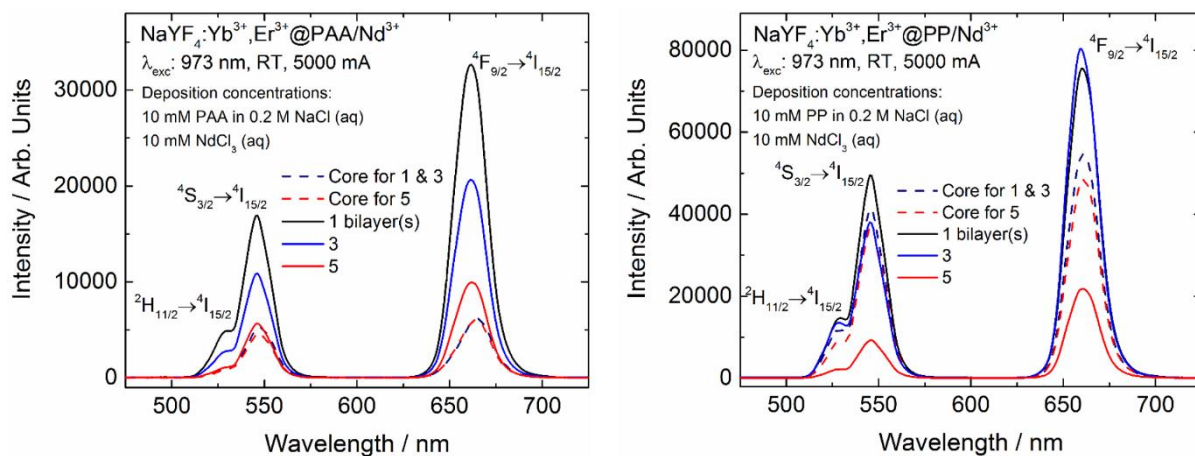 NaYF₄:Yb³⁺,Er³⁺@PAA/Nd³⁺
λexc: 973 nm, RT, 5000 mA
⁴F₉/₂→⁴I₁₅/₂
Deposition concentrations:
10 mM PAA in 0.2 M NaCl (aq)
10 mM NdCl₃ (aq)
⁴S₃/₂→⁴I₁₅/₂
Core for 1 & 3
Core for 5
1 bilayer(s)
3
5
²H₁₁/₂→⁴I₁₅/₂
Intensity / Arb. Units
30000
20000
10000
0
500
550
600
650
700
Wavelength / nm
NaYF₄:Yb³⁺,Er³⁺@PP/Nd³⁺
λexc: 973 nm, RT, 5000 mA
⁴F₉/₂→⁴I₁₅/₂
Deposition concentrations:
10 mM PP in 0.2 M NaCl (aq)
10 mM NdCl₃ (aq)
⁴S₃/₂→⁴I₁₅/₂
Core for 1 & 3
Core for 5
1 bilayer(s)
3
5
²H₁₁/₂→⁴I₁₅/₂
Intensity / Arb. Units
80000
60000
40000
20000
0
500
550
600
650
700
Wavelength / nm